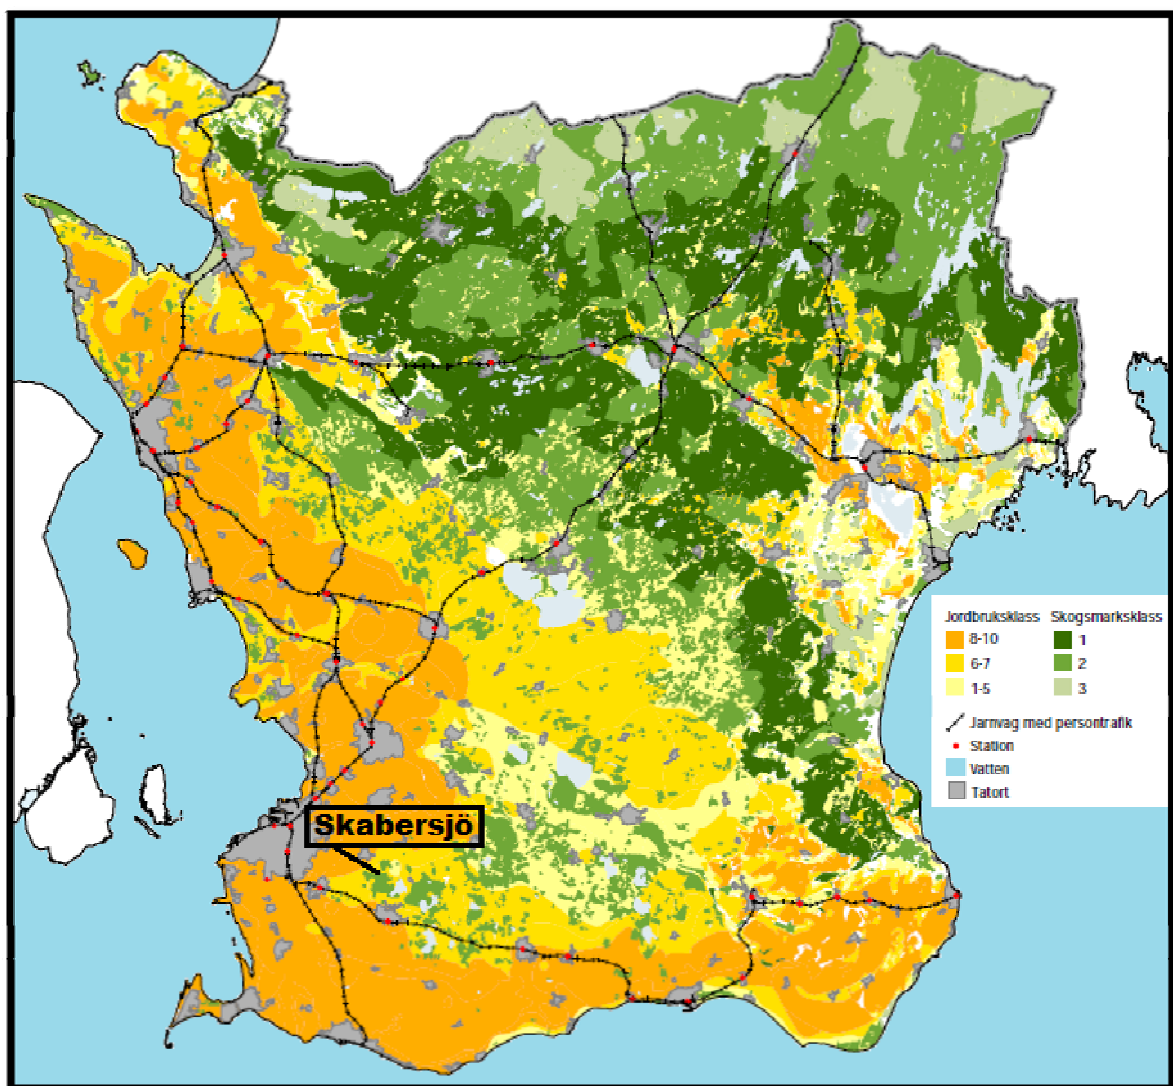 Skabersjö
Jordbruksklass Skogsmarksklass
8-10 1
6-7 2
1-5 3
Jarnvag med persontrafik
Station
Vatten
Tatort